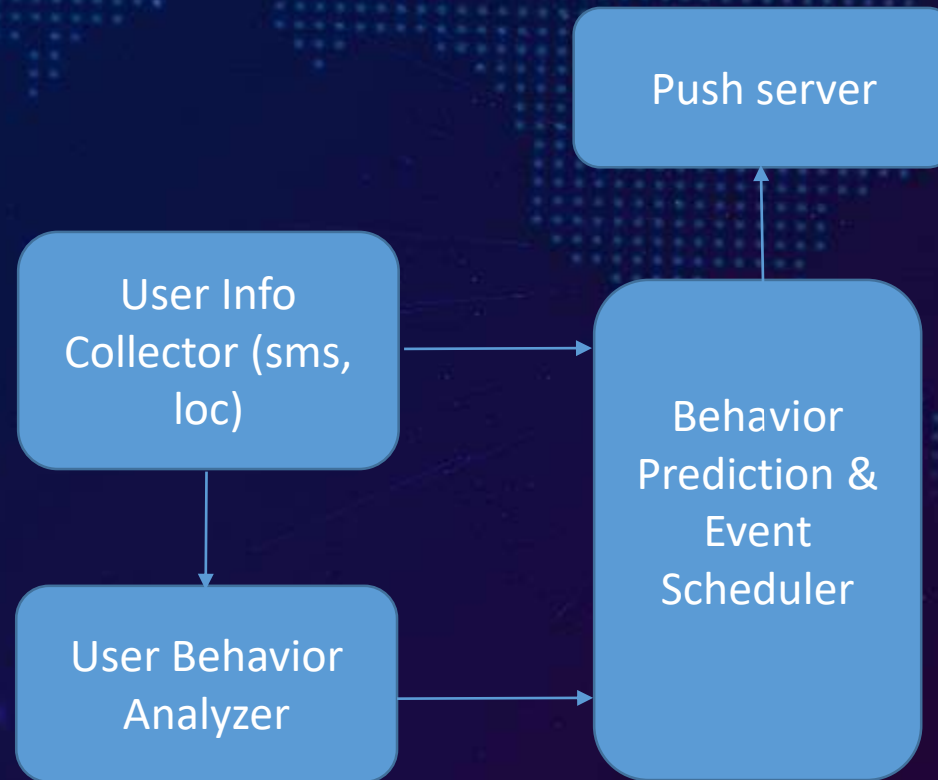 Push server
User Info
Collector (sms,
loc)
Behavior
Prediction &
Event
Scheduler
User Behavior
Analyzer